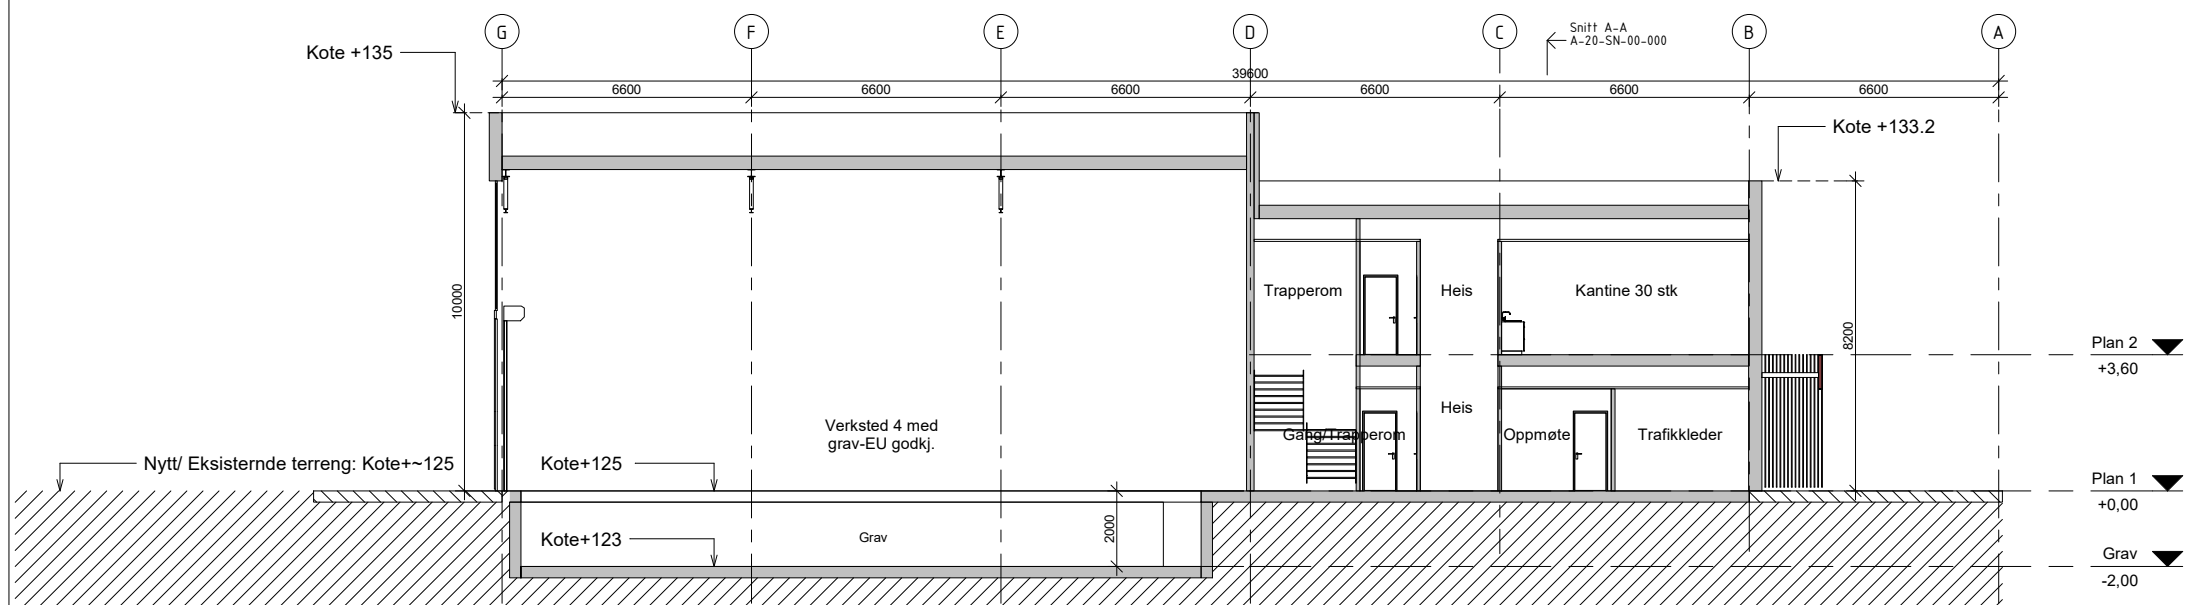 G
F
E
D
C
B
A
Snitt A-A
A-20-SN-00-000
Kote +135
39600
6600
6600
6600
6600
6600
6600
Kote +133.2
10000
8200
Trapperom
Heis
Kantine 30 stk
Plan 2
+3,60
Heis
Verksted 4 med
grav-EU godkj.
Gang/Trapperom
Oppmøte
Trafikkleder
Nytt/ Eksisternde terreng: Kote+~125
Kote+125
Plan 1
+0,00
2000
Kote+123
Grav
Grav
-2,00